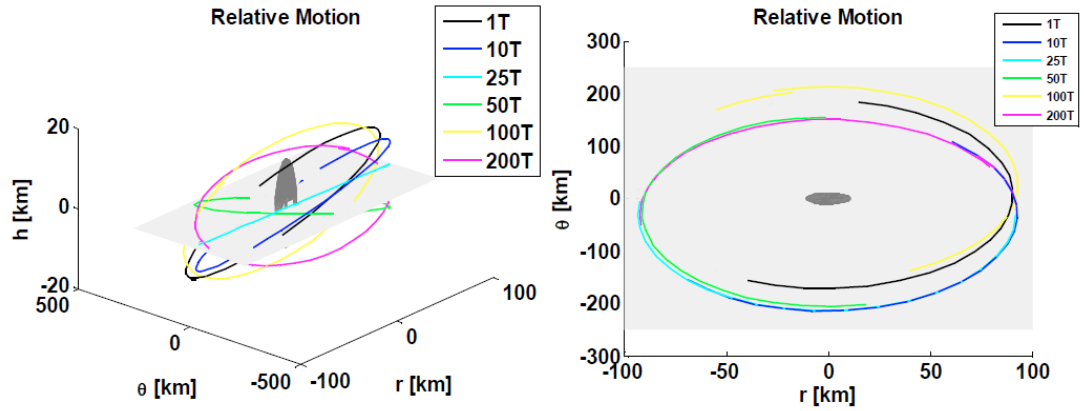 Relative Motion
1T
10T
25T
50T
100T
200T
20
0
-20
h [km]
500
0
-500
θ [km]
-100
0
100
r [km]
Relative Motion
1T
10T
25T
50T
100T
200T
300
200
100
0
-100
-200
-300
θ [km]
-100
-50
0
50
100
r [km]